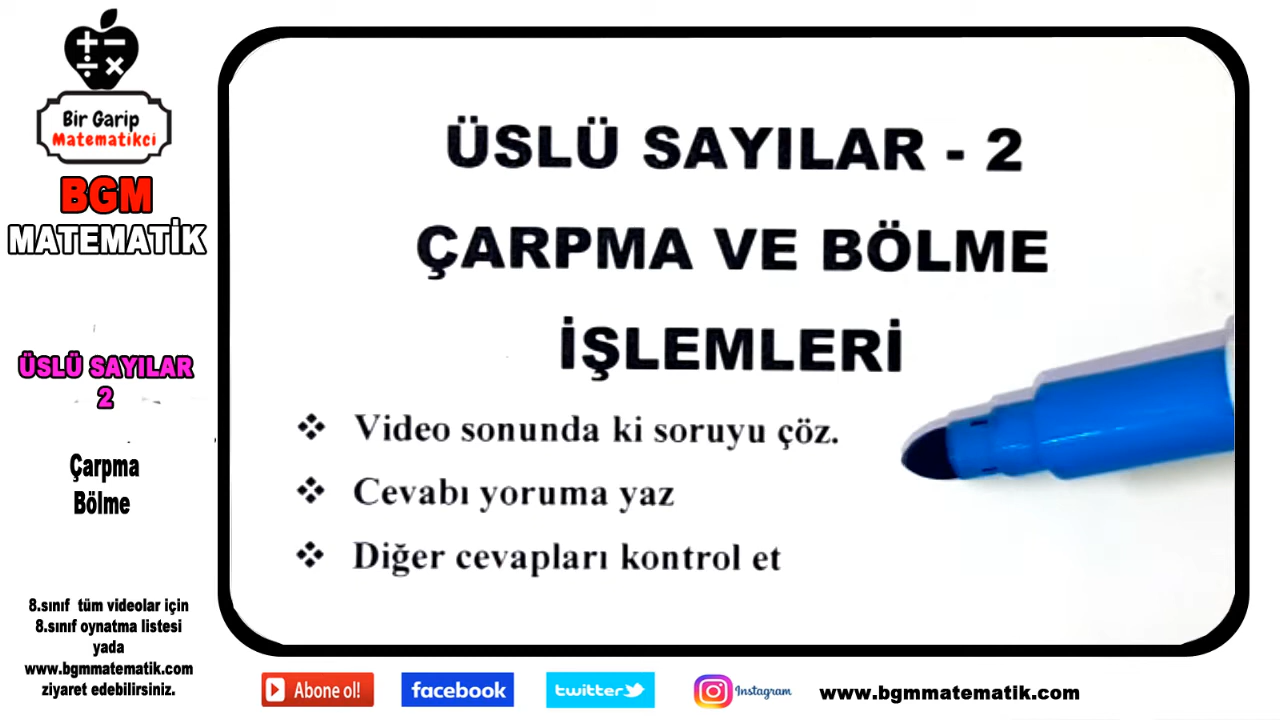 Bir Garip
Matematikci
BGM
MATEMATİK
ÜSLÜ SAYILAR
2
Çarpma
Bölme
8.sınıf tüm videolar için
8.sınıf oynatma listesi
yada
www.bgmmatematik.com
ziyaret edebilirsiniz.
ÜSLÜ SAYILAR - 2
ÇARPMA VE BÖLME
İŞLEMLERİ
Video sonunda ki soruyu çöz.
Cevabı yoruma yaz
Diğer cevapları kontrol et
Abone ol!
facebook
twitter
Instagram
www.bgmmatematik.com